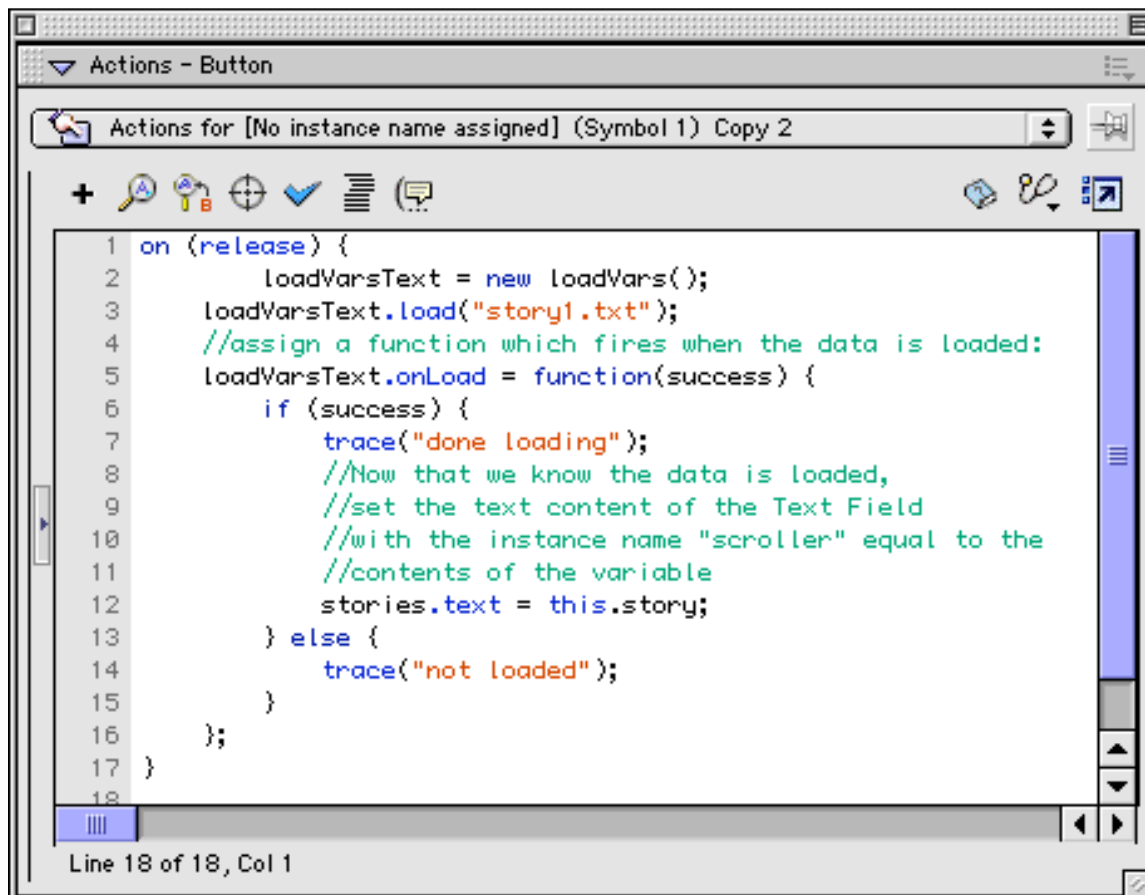 Actions - Button
Actions for [No instance name assigned] (Symbol 1) Copy 2
1 on (release) {
2 loadVarsText = new loadVars();
3 loadVarsText.load("story1.txt");
4 //assign a function which fires when the data is loaded:
5 loadVarsText.onLoad = function(success) {
6 if (success) {
7 trace("done loading");
8 //Now that we know the data is loaded,
9 //set the text content of the Text Field
10 //with the instance name "scroller" equal to the
11 //contents of the variable
12 stories.text = this.story;
13 } else {
14 trace("not loaded");
15 }
16 };
17 }
18
Line 18 of 18, Col 1